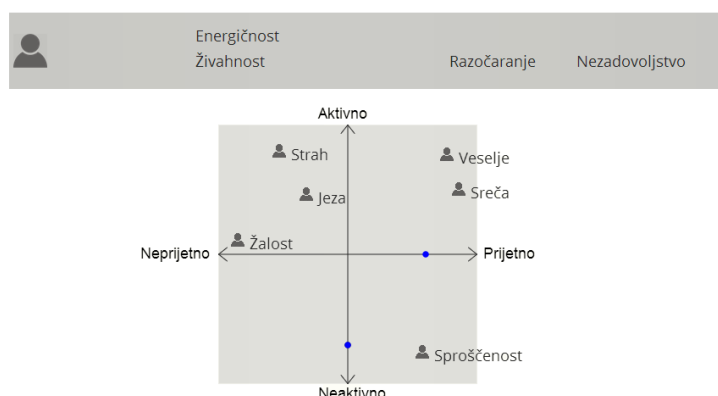 Energičnost
Živahnost Razočaranje Nezadovoljstvo
Aktivno
Strah Veselje
Jeza Sreča
Žalost
Neprijetno Prijetno
Sproščenost
Neaktivno